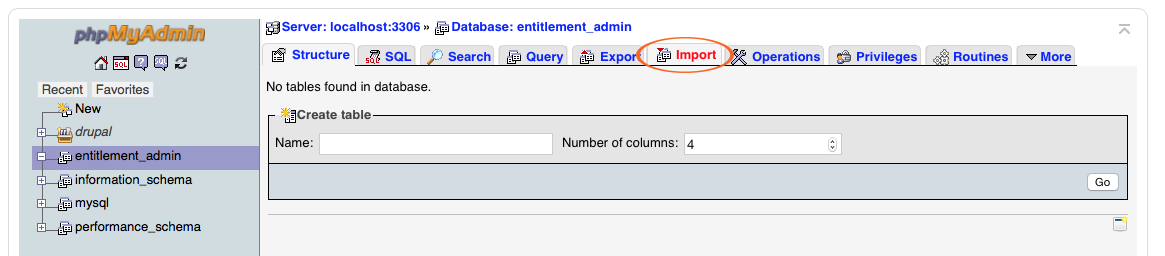 phpMyAdmin
Recent Favorites
New
drupal
entitlement_admin
information_schema
mysql
performance_schema
Server: localhost:3306 » Database: entitlement_admin
Structure SQL Search Query Export Import Operations Privileges Routines More
No tables found in database.
Create table
Name: Number of columns: 4
Go